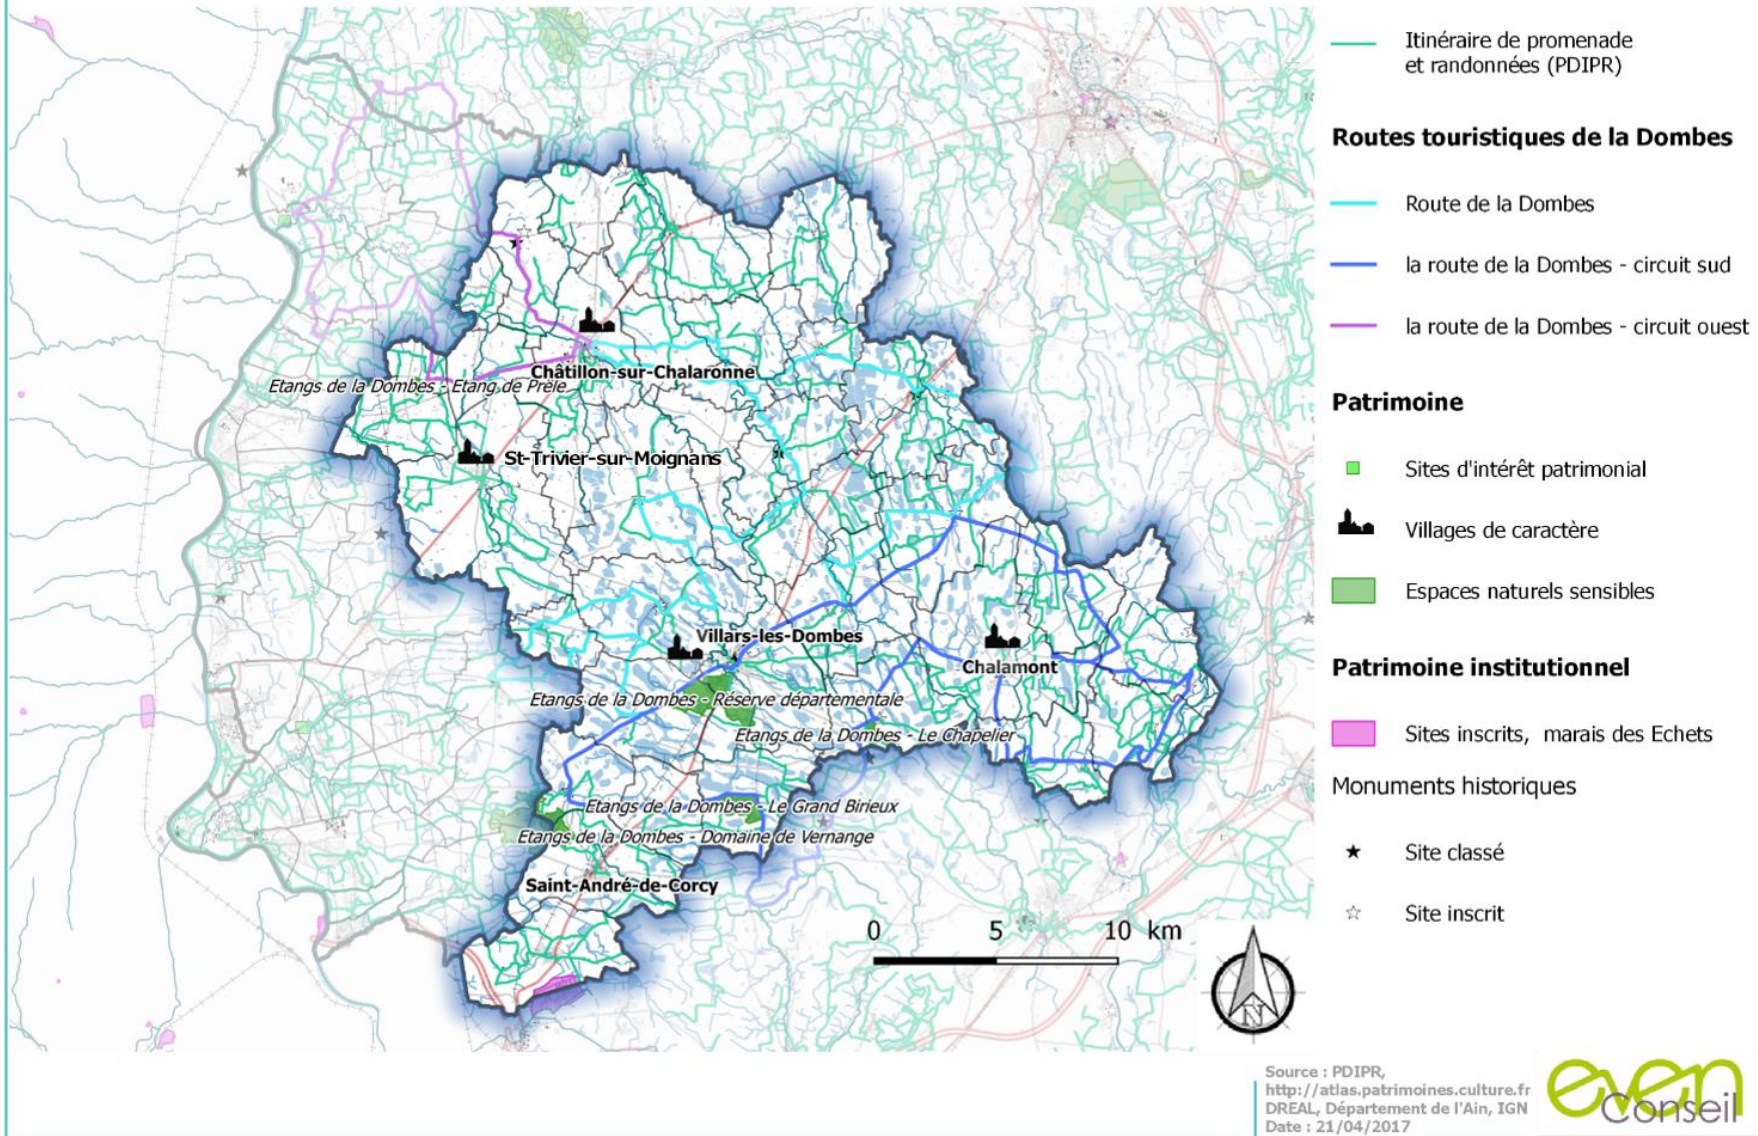 Itinéraire de promenade
et randonnées (PDIPR)
Routes touristiques de la Dombes
Route de la Dombes
la route de la Dombes - circuit sud
la route de la Dombes - circuit ouest
Patrimoine
Sites d'intérêt patrimonial
Villages de caractère
Espaces naturels sensibles
Patrimoine institutionnel
Sites inscrits, marais des Echets
Monuments historiques
Site classé
Site inscrit
Châtillon-sur-Chalaronne
Etangs de la Dombes - Etang de Prêle
St-Trivier-sur-Moignans
Villars-les-Dombes
Chalamont
Etangs de la Dombes - Réserve départementale
Etangs de la Dombes - Le Chapelier
Etangs de la Dombes - Le Grand Birieux
Etangs de la Dombes - Domaine de Vernange
Saint-André-de-Corcy
0 5 10 km
N
Source : PDIPR,
http://atlas.patrimoines.culture.fr
DREAL, Département de l'Ain, IGN
Date : 21/04/2017
even
Conseil